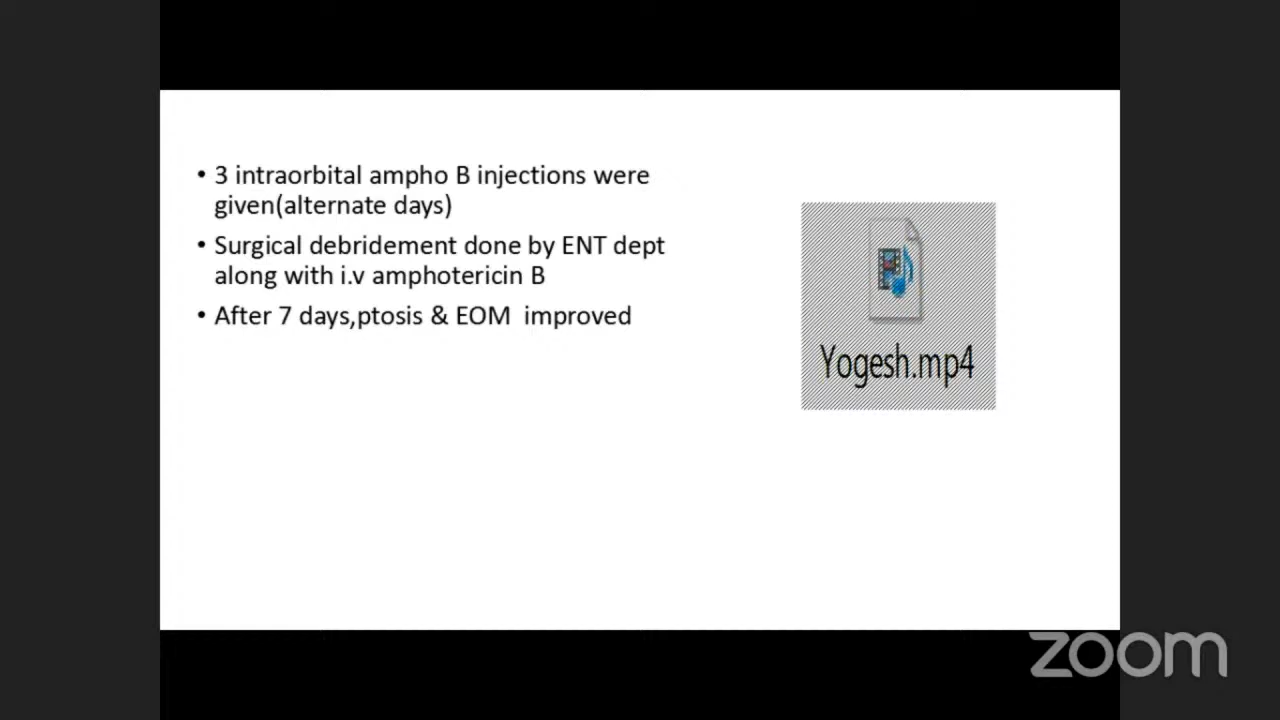 • 3 intraorbital ampho B injections were
given(alternate days)
• Surgical debridement done by ENT dept
along with i.v amphotericin B
• After 7 days,ptosis & EOM  improved
Yogesh.mp4
zoom